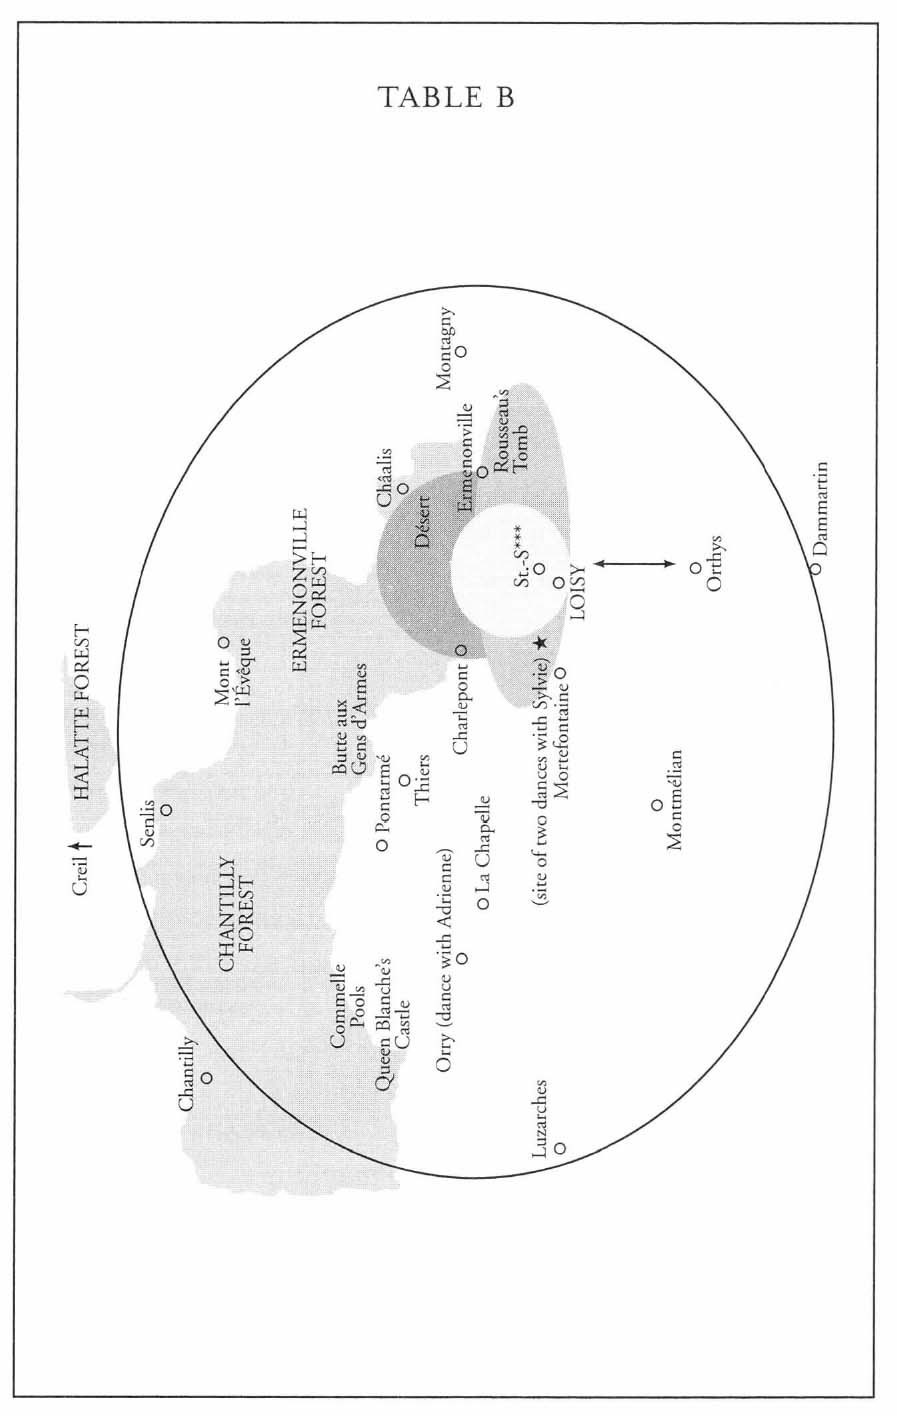 TABLE B
Creil
HALATTE FOREST
Senlis
Chantilly
CHANTILLY
FOREST
Mont
l'Évêque
ERMENONVILLE
FOREST
Butte aux
Gens d'Armes
Commelle
Pools
Queen Blanche's
Castle
Pontarmé
Thiers
Châalis
Désert
Montagny
Ermenonville
Rousseau's
Tomb
Charlepont
Orry (dance with Adrienne)
La Chapelle
St.-S***
LOISY
(site of two dances with Sylvie)
Mortefontaine
Luzarches
Montmélian
Orthys
Dammartin